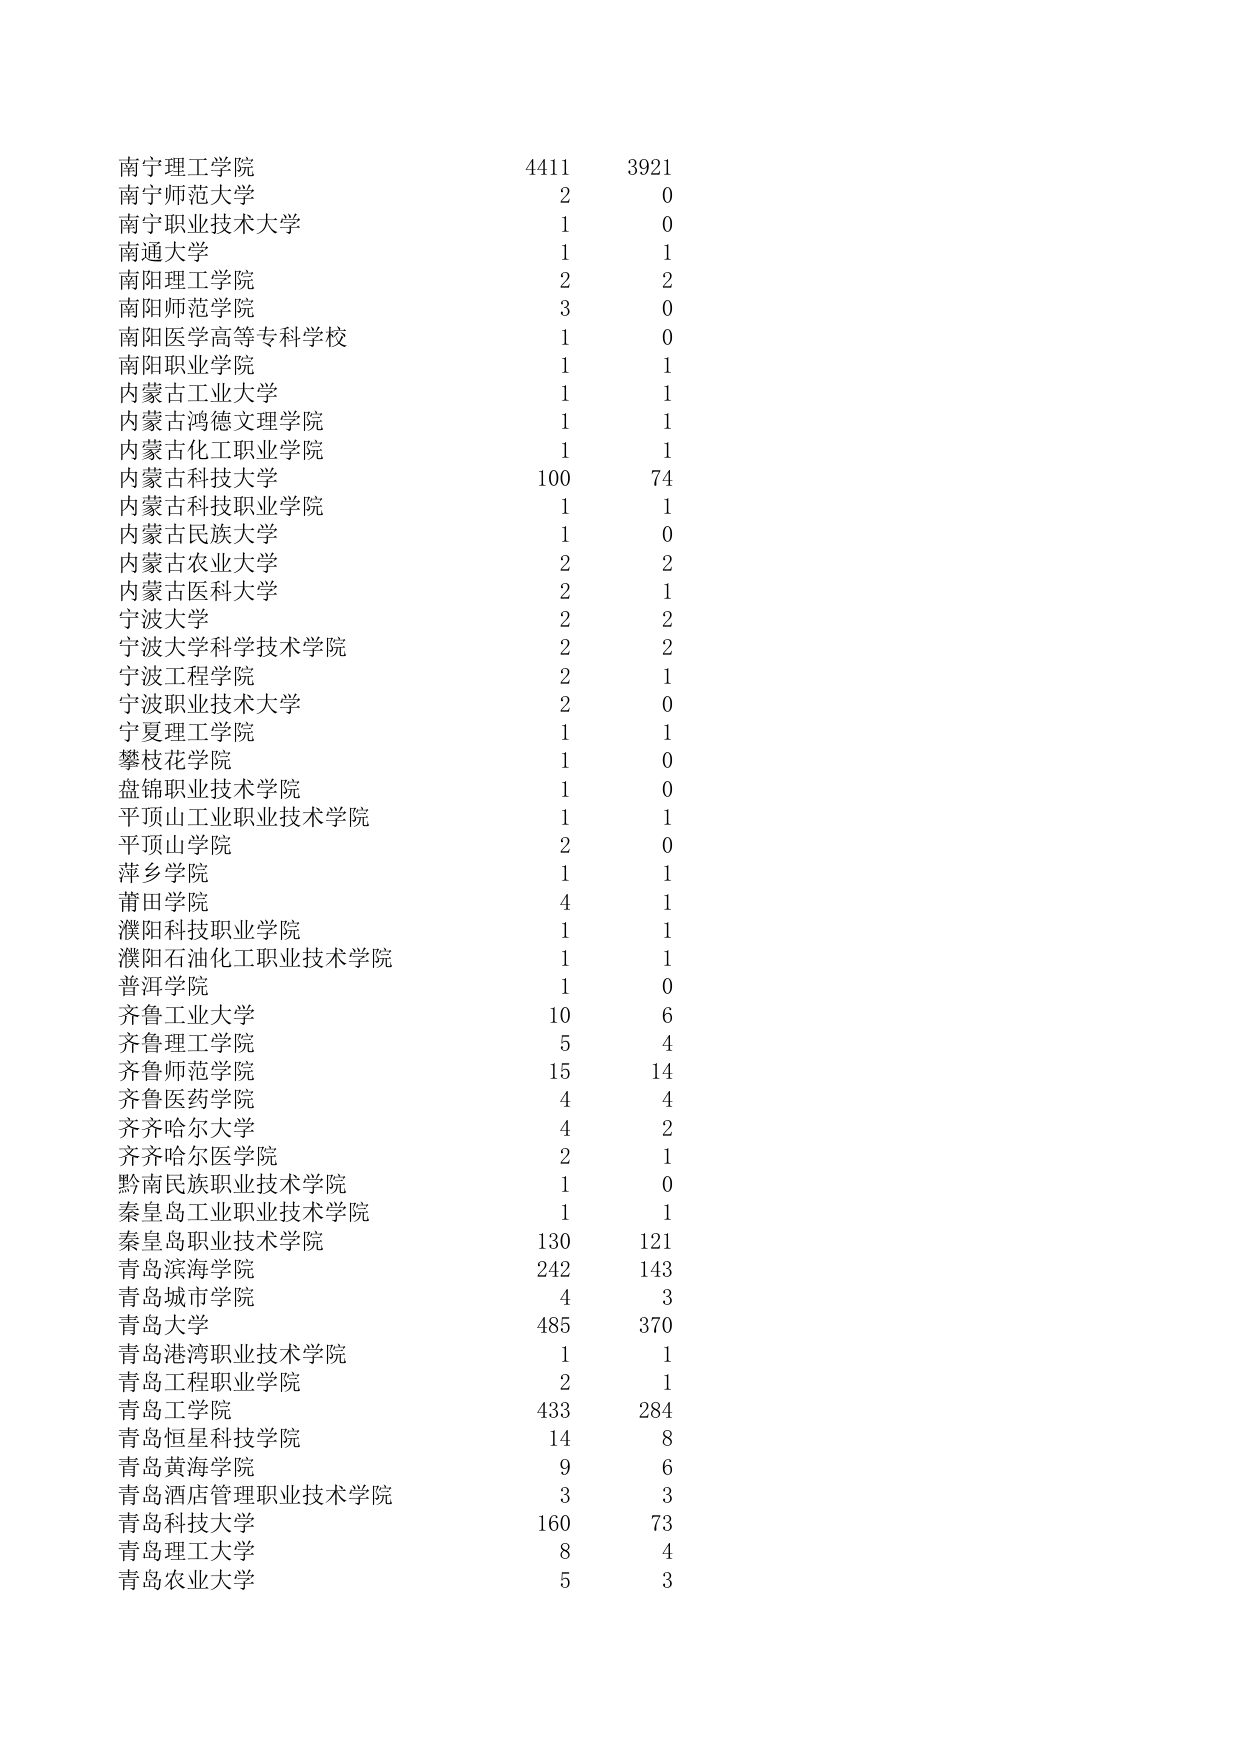 南宁理工学院 4411 3921
南宁师范大学 2 0
南宁职业技术大学 1 0
南通大学 1 1
南阳理工学院 2 2
南阳师范学院 3 0
南阳医学高等专科学校 1 0
南阳职业学院 1 1
内蒙古工业大学 1 1
内蒙古鸿德文理学院 1 1
内蒙古化工职业学院 1 1
内蒙古科技大学 100 74
内蒙古科技职业学院 1 1
内蒙古民族大学 1 0
内蒙古农业大学 2 2
内蒙古医科大学 2 1
宁波大学 2 2
宁波大学科学技术学院 2 2
宁波工程学院 2 1
宁波职业技术大学 2 0
宁夏理工学院 1 1
攀枝花学院 1 0
盘锦职业技术学院 1 0
平顶山工业职业技术学院 1 1
平顶山学院 2 0
萍乡学院 1 1
莆田学院 4 1
濮阳科技职业学院 1 1
濮阳石油化工职业技术学院 1 1
普洱学院 1 0
齐鲁工业大学 10 6
齐鲁理工学院 5 4
齐鲁师范学院 15 14
齐鲁医药学院 4 4
齐齐哈尔大学 4 2
齐齐哈尔医学院 2 1
黔南民族职业技术学院 1 0
秦皇岛工业职业技术学院 1 1
秦皇岛职业技术学院 130 121
青岛滨海学院 242 143
青岛城市学院 4 3
青岛大学 485 370
青岛港湾职业技术学院 1 1
青岛工程职业学院 2 1
青岛工学院 433 284
青岛恒星科技学院 14 8
青岛黄海学院 9 6
青岛酒店管理职业技术学院 3 3
青岛科技大学 160 73
青岛理工大学 8 4
青岛农业大学 5 3